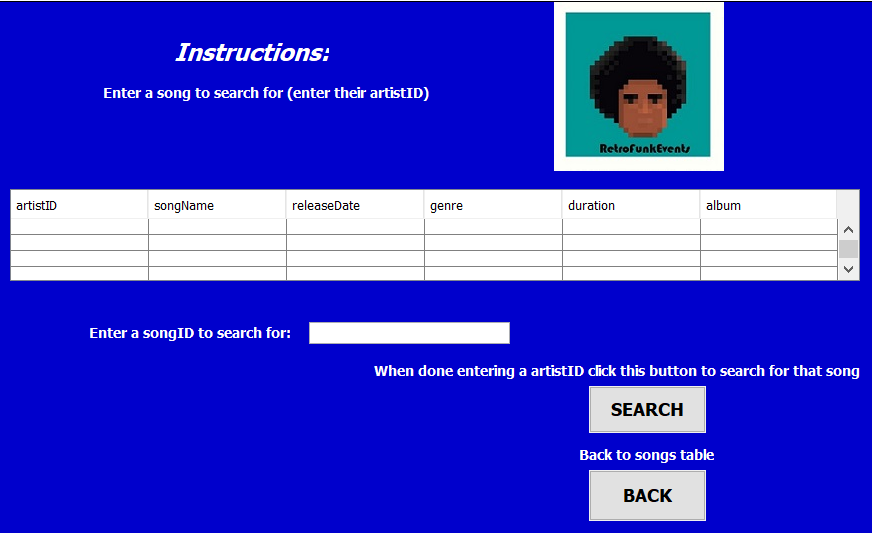 Instructions:
Enter a song to search for (enter their artistID)
RetroFunkEvents
artistID songName releaseDate genre duration album
Enter a songID to search for:
When done entering a artistID click this button to search for that song
SEARCH
Back to songs table
BACK